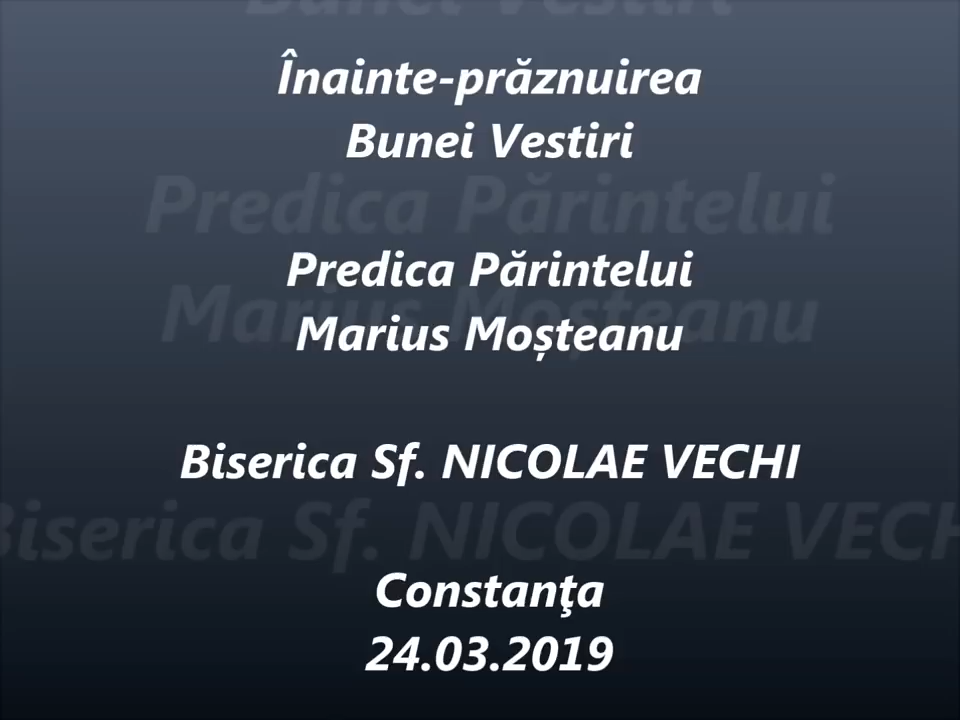 Înainte-prăznuirea
Bunei Vestiri
Predica Părintelui
Marius Moșteanu
Biserica Sf. NICOLAE VECHI
Constanţa
24.03.2019